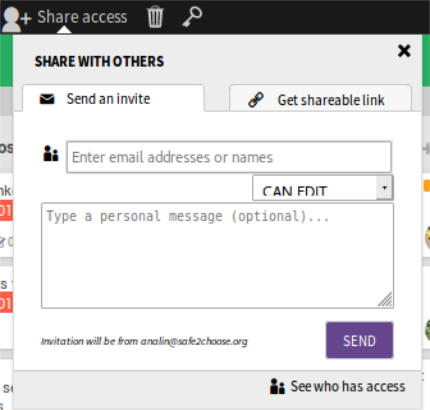 Share access
SHARE WITH OTHERS
Send an invite
Get shareable link
Enter email addresses or names
CAN EDIT
Type a personal message (optional)...
Invitation will be from analin@safe2choose.org
SEND
See who has access